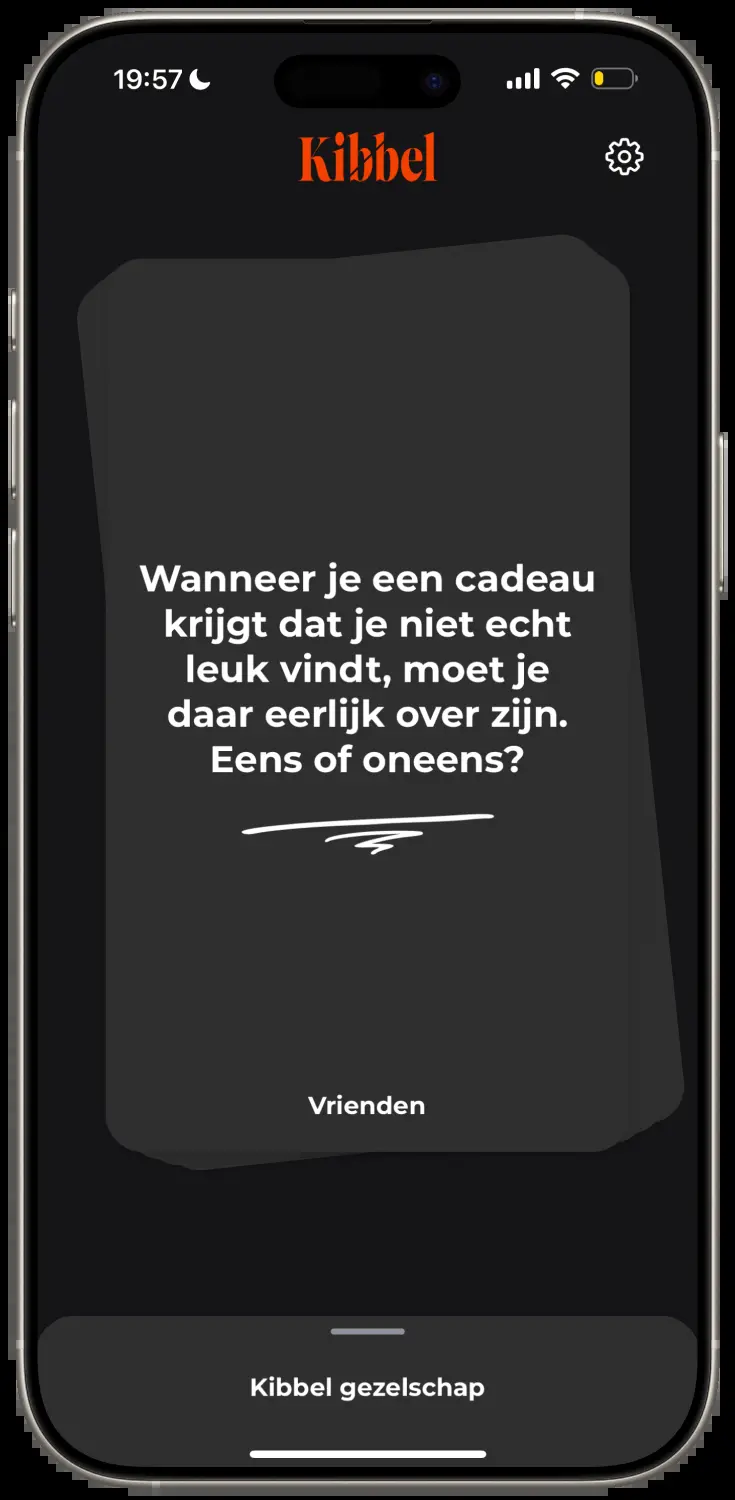 19:57
Kibbel
Wanneer je een cadeau
krijgt dat je niet echt
leuk vindt, moet je
daar eerlijk over zijn.
Eens of oneens?
Vrienden
Kibbel gezelschap